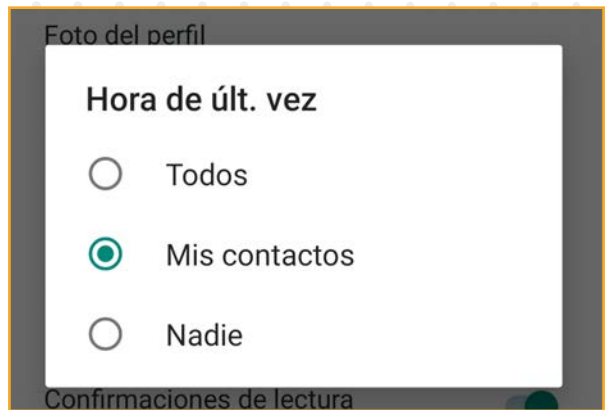 Foto del perfil
Hora de últ. vez
Todos
Mis contactos
Nadie
Confirmaciones de lectura